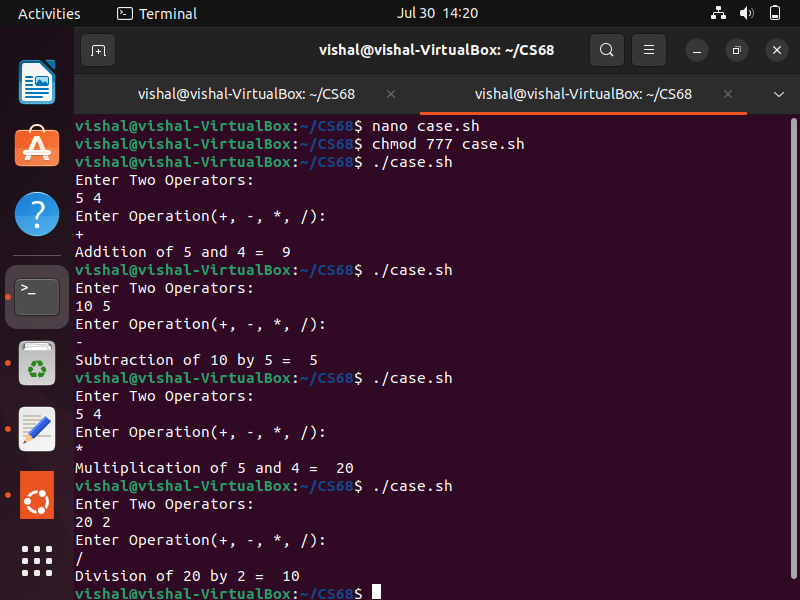 Activities
Terminal
Jul 30 14:20
vishal@vishal-VirtualBox: ~/CS68
vishal@vishal-VirtualBox: ~/CS68
vishal@vishal-VirtualBox: ~/CS68
vishal@vishal-VirtualBox:~/CS68$ nano case.sh
vishal@vishal-VirtualBox:~/CS68$ chmod 777 case.sh
vishal@vishal-VirtualBox:~/CS68$ ./case.sh
Enter Two Operators:
5 4
Enter Operation(+, -, *, /):
+
Addition of 5 and 4 =  9
vishal@vishal-VirtualBox:~/CS68$ ./case.sh
Enter Two Operators:
10 5
Enter Operation(+, -, *, /):
-
Subtraction of 10 by 5 =  5
vishal@vishal-VirtualBox:~/CS68$ ./case.sh
Enter Two Operators:
5 4
Enter Operation(+, -, *, /):
*
Multiplication of 5 and 4 =  20
vishal@vishal-VirtualBox:~/CS68$ ./case.sh
Enter Two Operators:
20 2
Enter Operation(+, -, *, /):
/
Division of 20 by 2 =  10
vishal@vishal-VirtualBox:~/CS68$